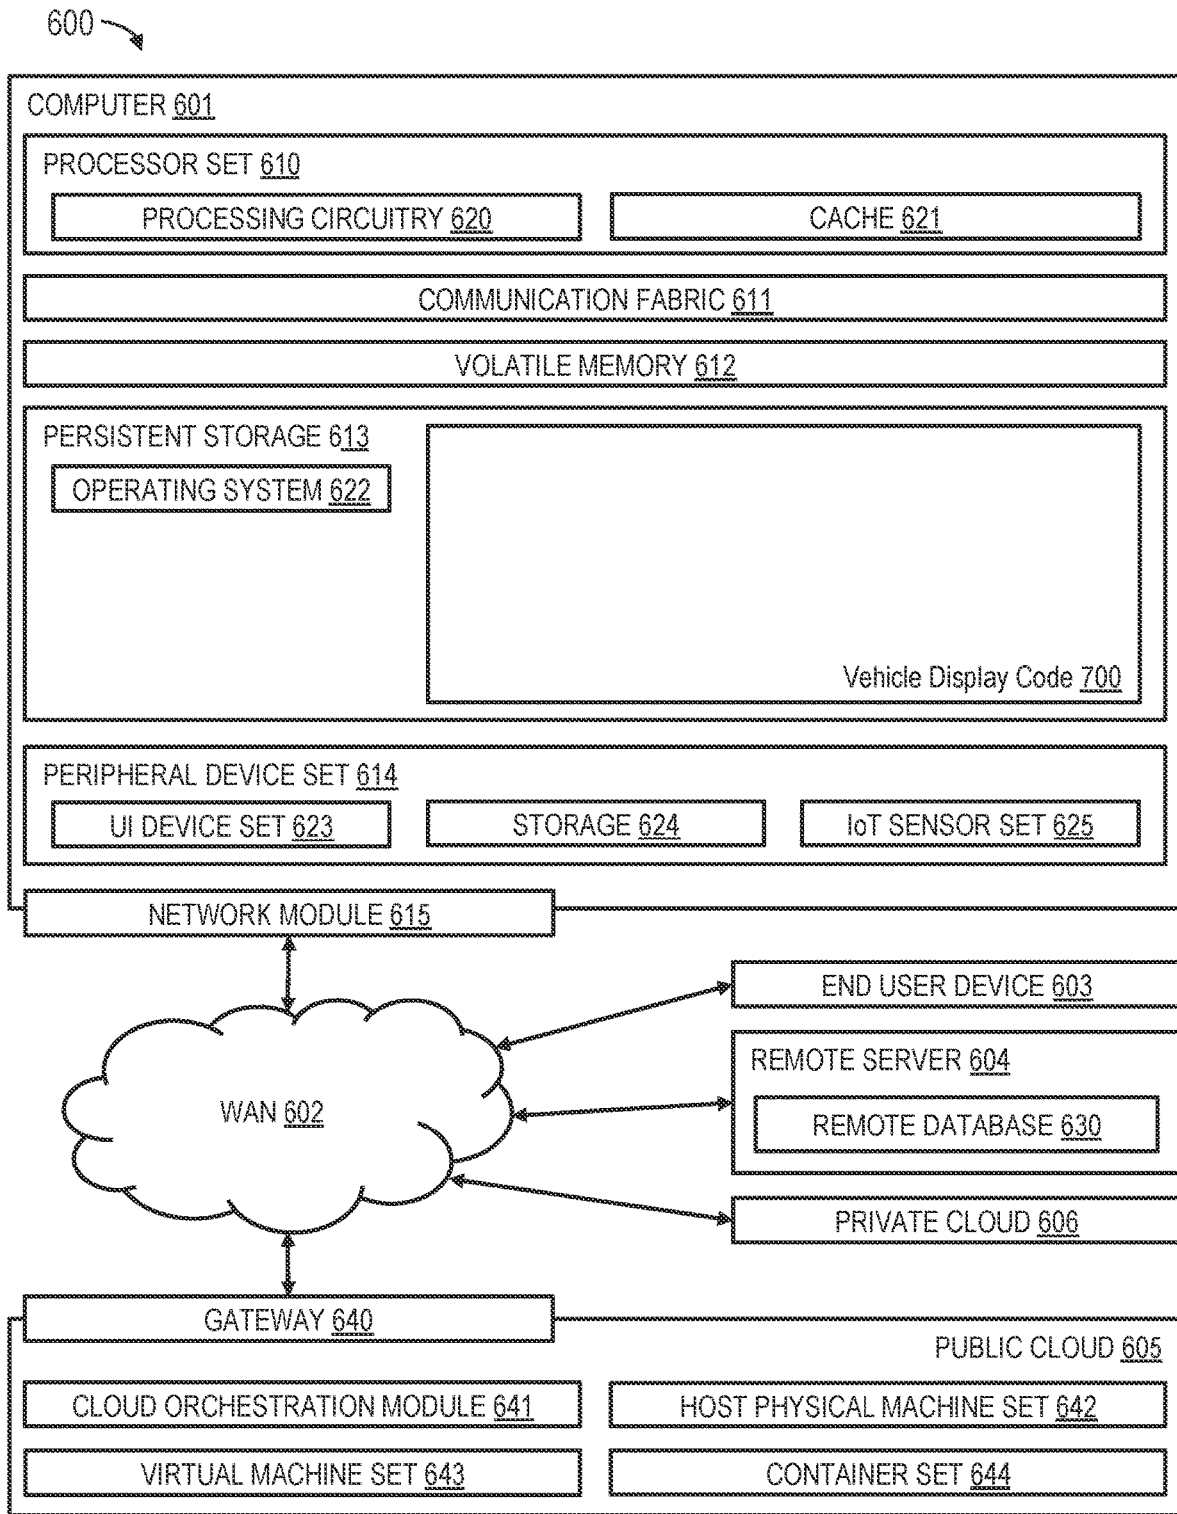 600
COMPUTER 601
PROCESSOR SET 610
PROCESSING CIRCUITRY 620
CACHE 621
COMMUNICATION FABRIC 611
VOLATILE MEMORY 612
PERSISTENT STORAGE 613
OPERATING SYSTEM 622
Vehicle Display Code 700
PERIPHERAL DEVICE SET 614
UI DEVICE SET 623
STORAGE 624
IoT SENSOR SET 625
NETWORK MODULE 615
END USER DEVICE 603
REMOTE SERVER 604
WAN 602
REMOTE DATABASE 630
PRIVATE CLOUD 606
GATEWAY 640
PUBLIC CLOUD 605
CLOUD ORCHESTRATION MODULE 641
HOST PHYSICAL MACHINE SET 642
VIRTUAL MACHINE SET 643
CONTAINER SET 644